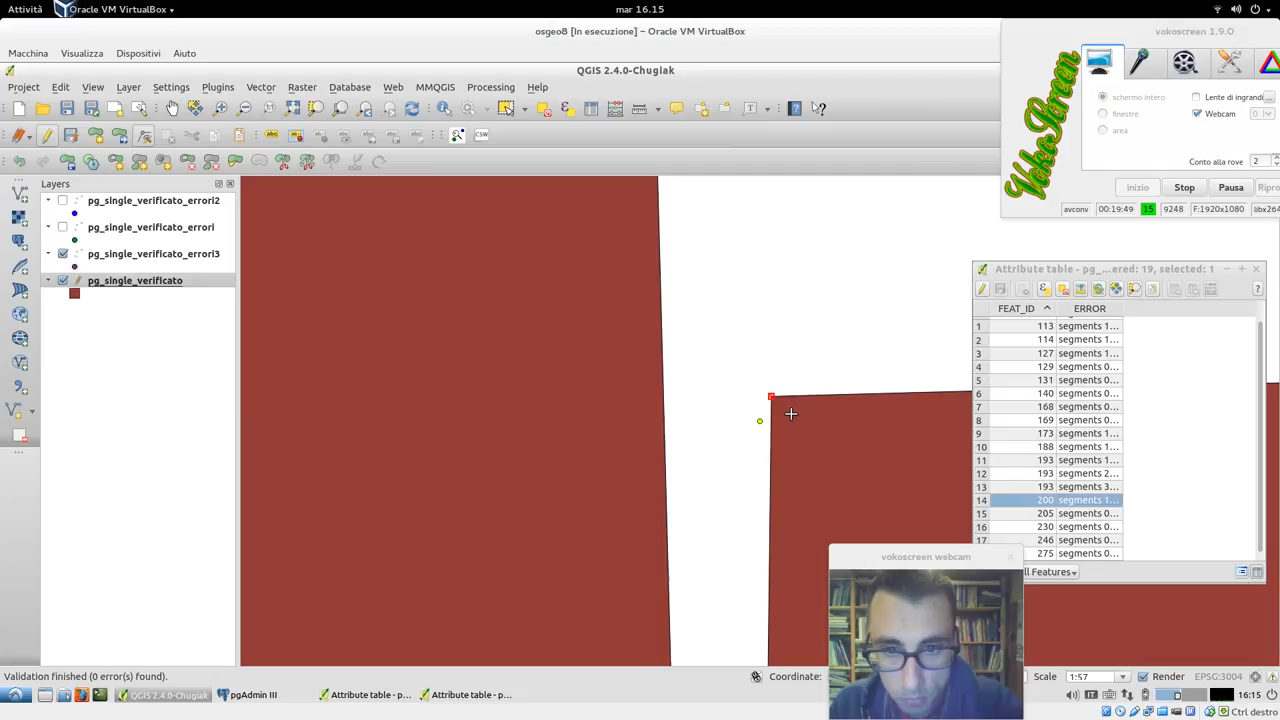 Attività
Oracle VM VirtualBox
mar 16.15
osgeo8 [In esecuzione] — Oracle VM VirtualBox
Macchina Visualizza Dispositivi Aiuto
QGIS 2.4.0-Chugiak
Project Edit View Layer Settings Plugins Vector Raster Database Web MMQGIS Processing Help
CSW
vokoscreen 1.9.0
VokoScreen
schermo intero
finestre
area
Lente di ingrandi
Webcam
0
Conto alla rove 2
inizio Stop Pausa Ripro
avconv 00:19:49 15 9248 F:1920x1080 libx264
Layers
pg_single_verificato_errori2
pg_single_verificato_errori
pg_single_verificato_errori3
pg_single_verificato
Attribute table - pg_...ered: 19, selected: 1
FEAT_ID ERROR
1 113 segments 1...
2 114 segments 1...
3 127 segments 1...
4 129 segments 0...
5 131 segments 0...
6 140 segments 0...
7 168 segments 0...
8 169 segments 0...
9 173 segments 1...
10 188 segments 1...
11 193 segments 1...
12 193 segments 2...
13 193 segments 3...
14 200 segments 1...
15 205 segments 0...
16 230 segments 0...
17 246 segments 0...
275 segments 0...
ll Features
vokoscreen webcam
Validation finished (0 error(s) found).
Coordinate:
Scale 1:57
Render
EPSG:3004
QGIS 2.4.0-Chugiak
pgAdmin III
Attribute table - p...
Attribute table - p...
16:15
Ctrl destro